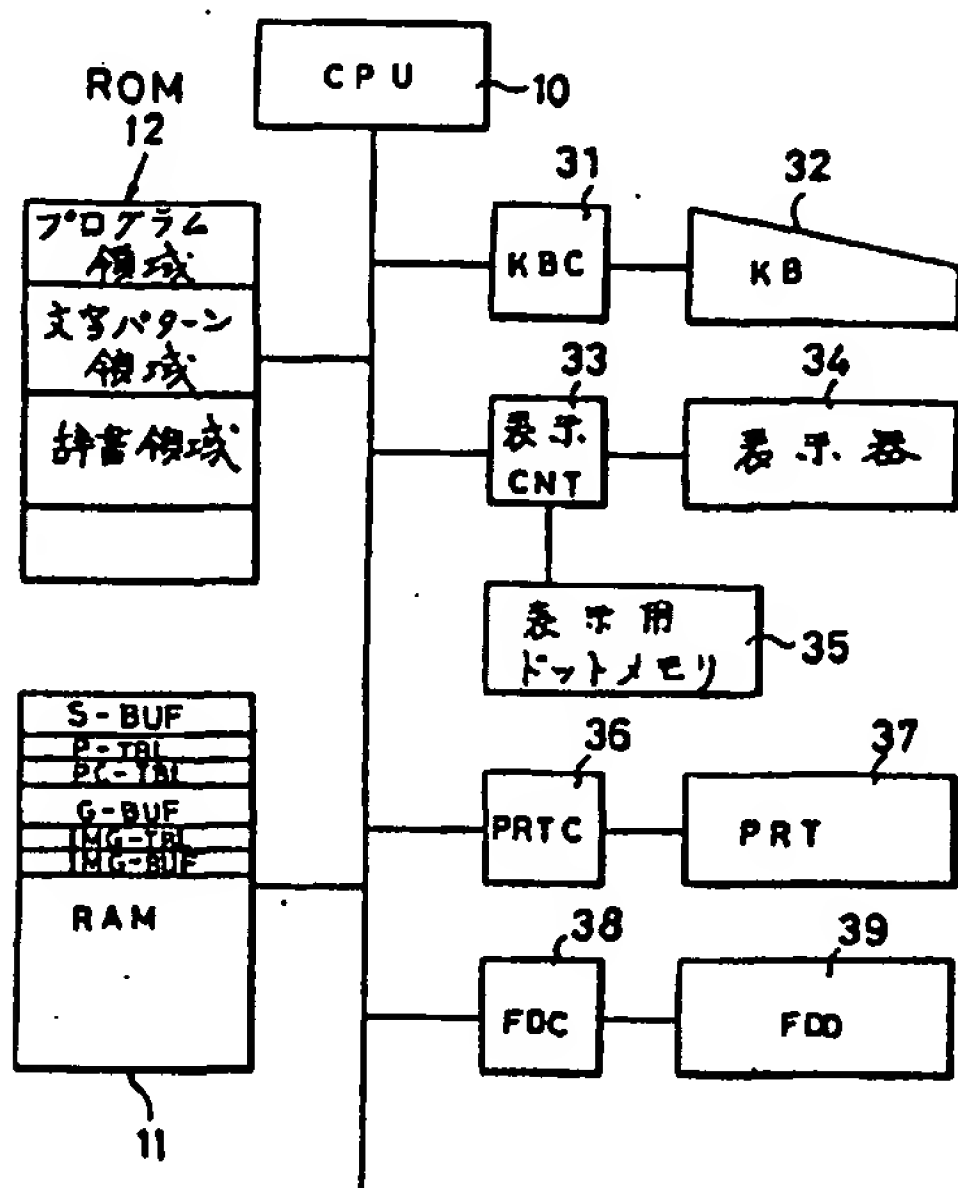 CPU
10
ROM
12
プログラム
領域
文字パターン
領域
辞書領域
31
KBC
32
KB
33
表示
CNT
34
表示器
表示用
ドットメモリ
35
S-BUF
P-TBL
PC-TBL
G-BUF
IMG-TBL
IMG-BUF
RAM
11
36
PRTC
37
PRT
38
FDC
39
FDD